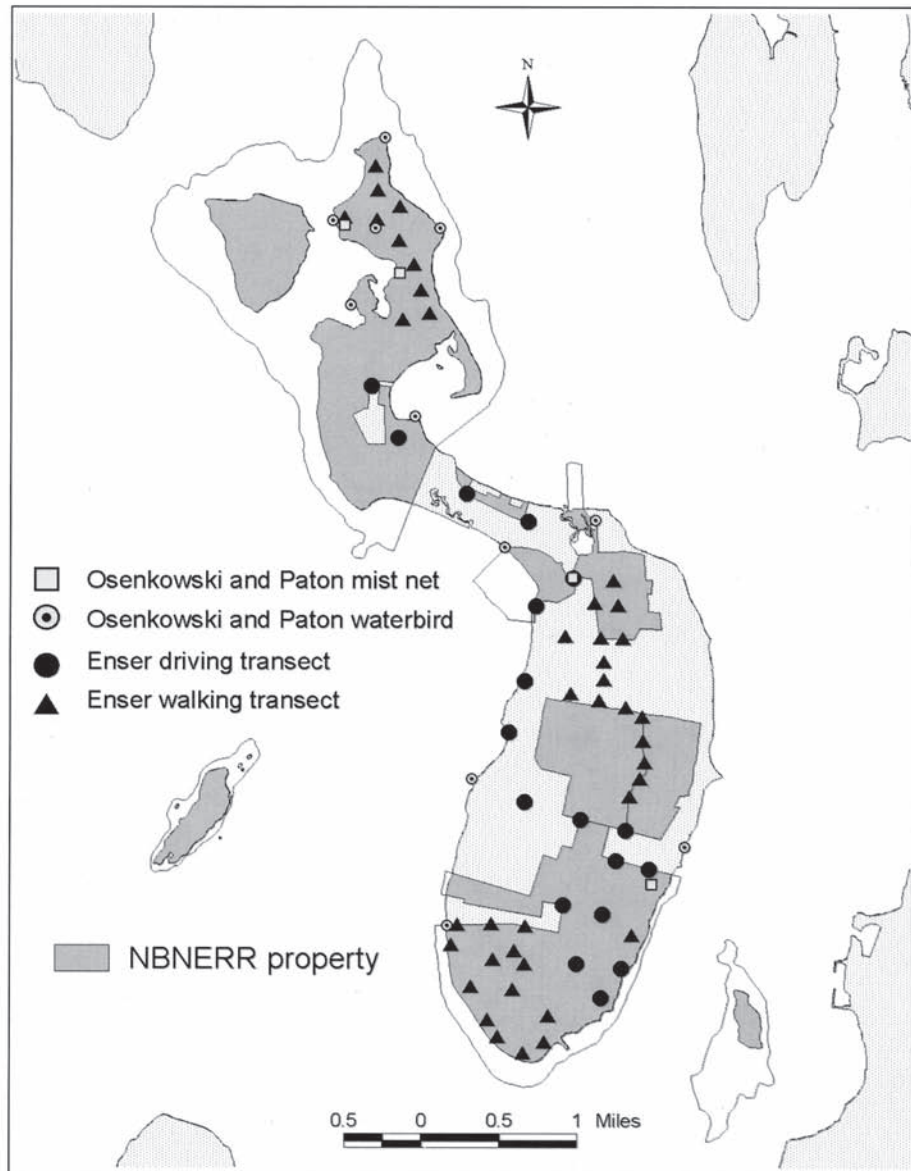 N
Osenkowski and Paton mist net
Osenkowski and Paton waterbird
Enser driving transect
Enser walking transect
NBNERR property
0.5 0 0.5 1 Miles